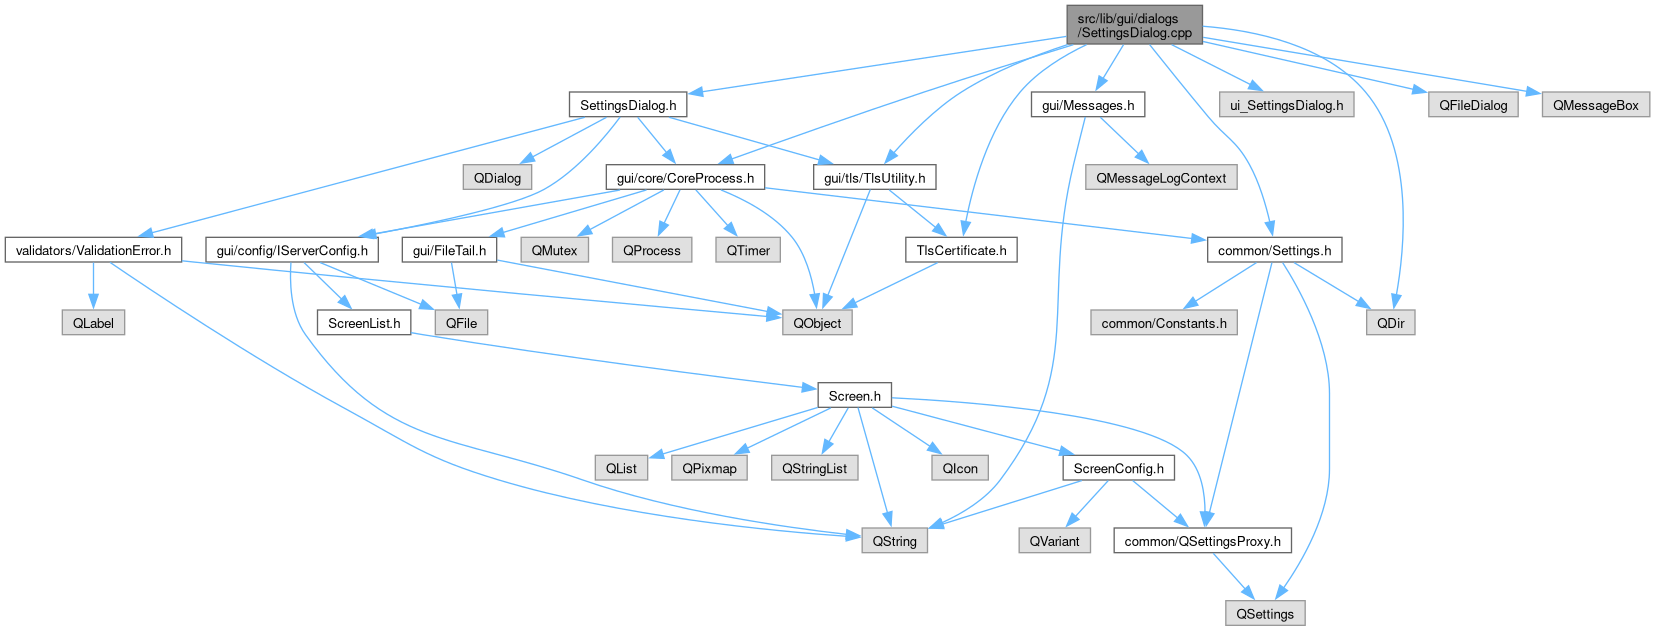 src/lib/gui/dialogs
/SettingsDialog.cpp
SettingsDialog.h
gui/Messages.h
ui_SettingsDialog.h
QFileDialog
QMessageBox
QDialog
gui/core/CoreProcess.h
gui/tls/TlsUtility.h
QMessageLogContext
validators/ValidationError.h
gui/config/IServerConfig.h
gui/FileTail.h
QMutex
QProcess
QTimer
TlsCertificate.h
common/Settings.h
QLabel
ScreenList.h
QFile
QObject
common/Constants.h
QDir
Screen.h
QList
QPixmap
QStringList
QIcon
ScreenConfig.h
QString
QVariant
common/QSettingsProxy.h
QSettings